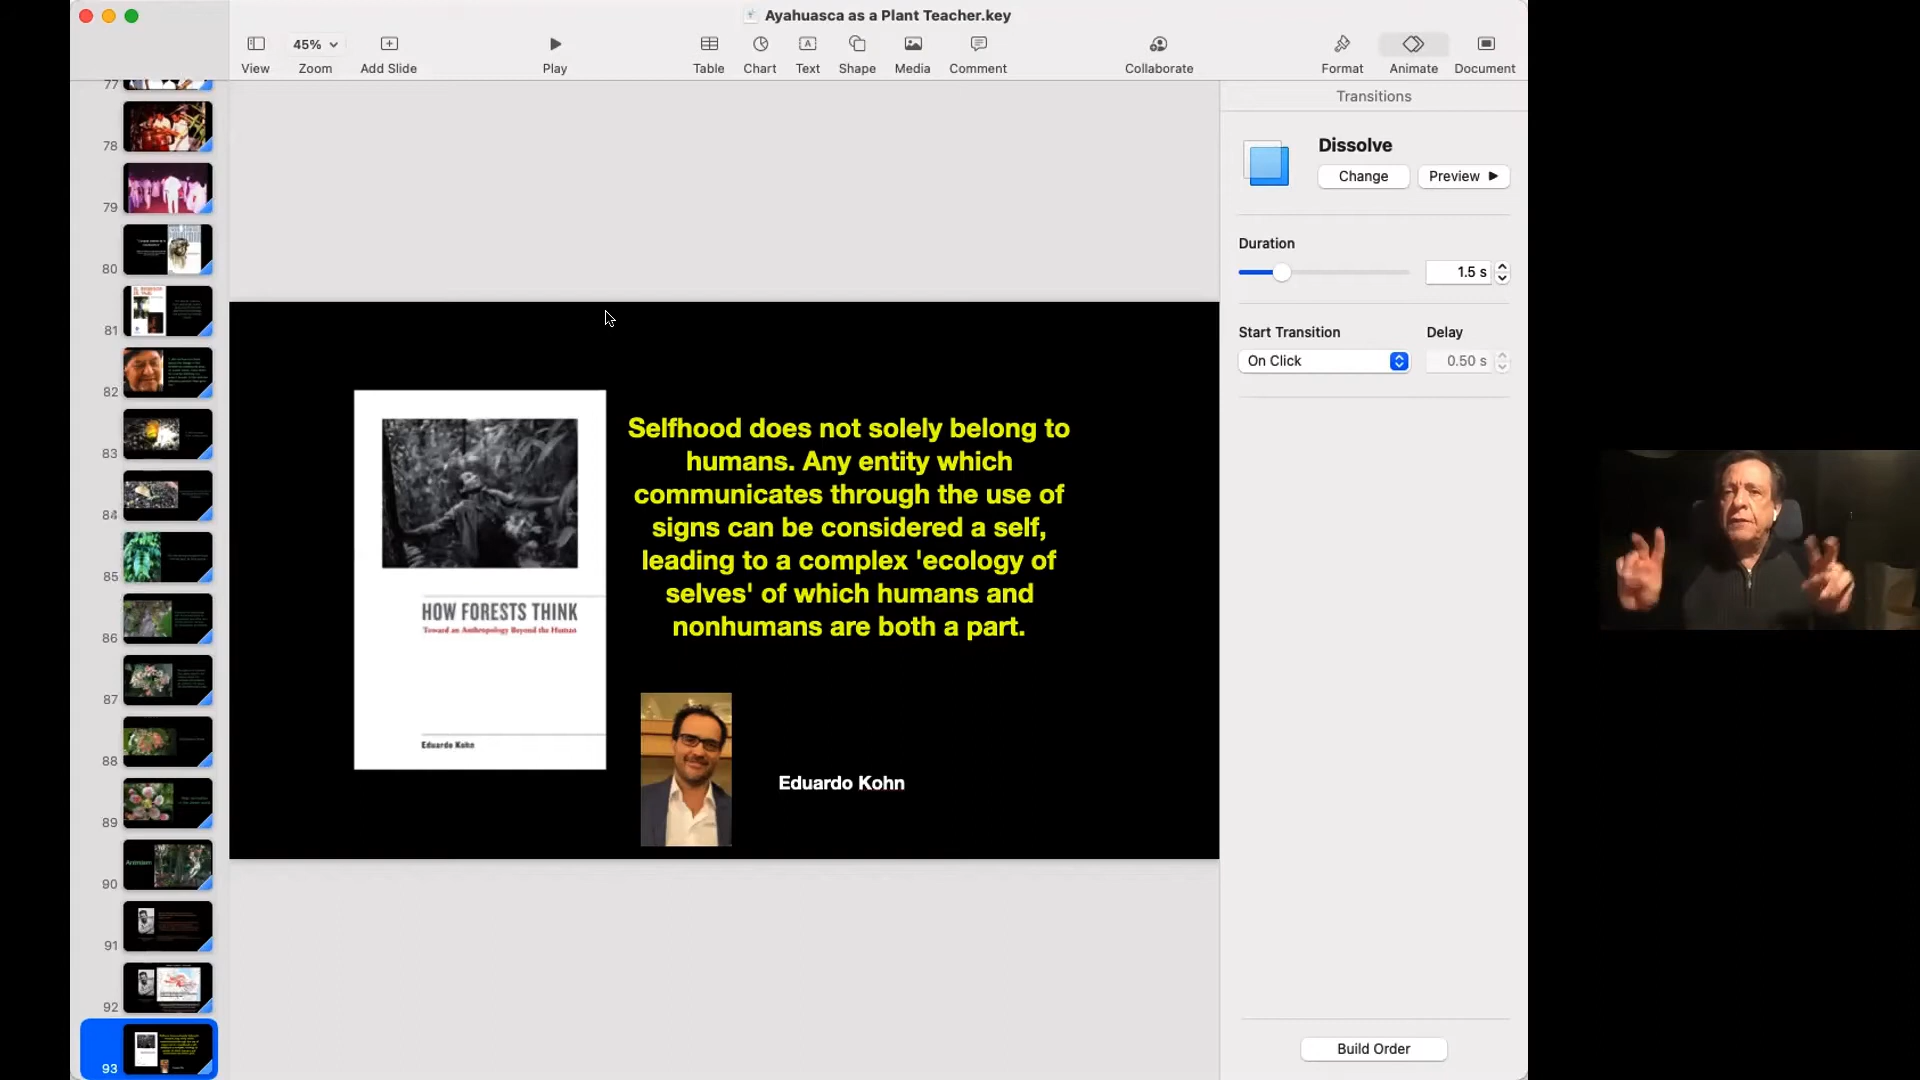 Ayahuasca as a Plant Teacher.key
45%
View
Zoom
Add Slide
Play
Table
Chart
Text
Shape
Media
Comment
Collaborate
Format
Animate
Document
77
78
79
80
81
82
83
84
85
86
87
88
89
90
Animism
91
92
93
HOW FORESTS THINK
Toward an Anthropology Beyond the Human
Eduardo Kohn
Selfhood does not solely belong to
humans. Any entity which
communicates through the use of
signs can be considered a self,
leading to a complex 'ecology of
selves' of which humans and
nonhumans are both a part.
Eduardo Kohn
Transitions
Dissolve
Change
Preview
Duration
1.5 s
Start Transition
Delay
On Click
0.50 s
Build Order